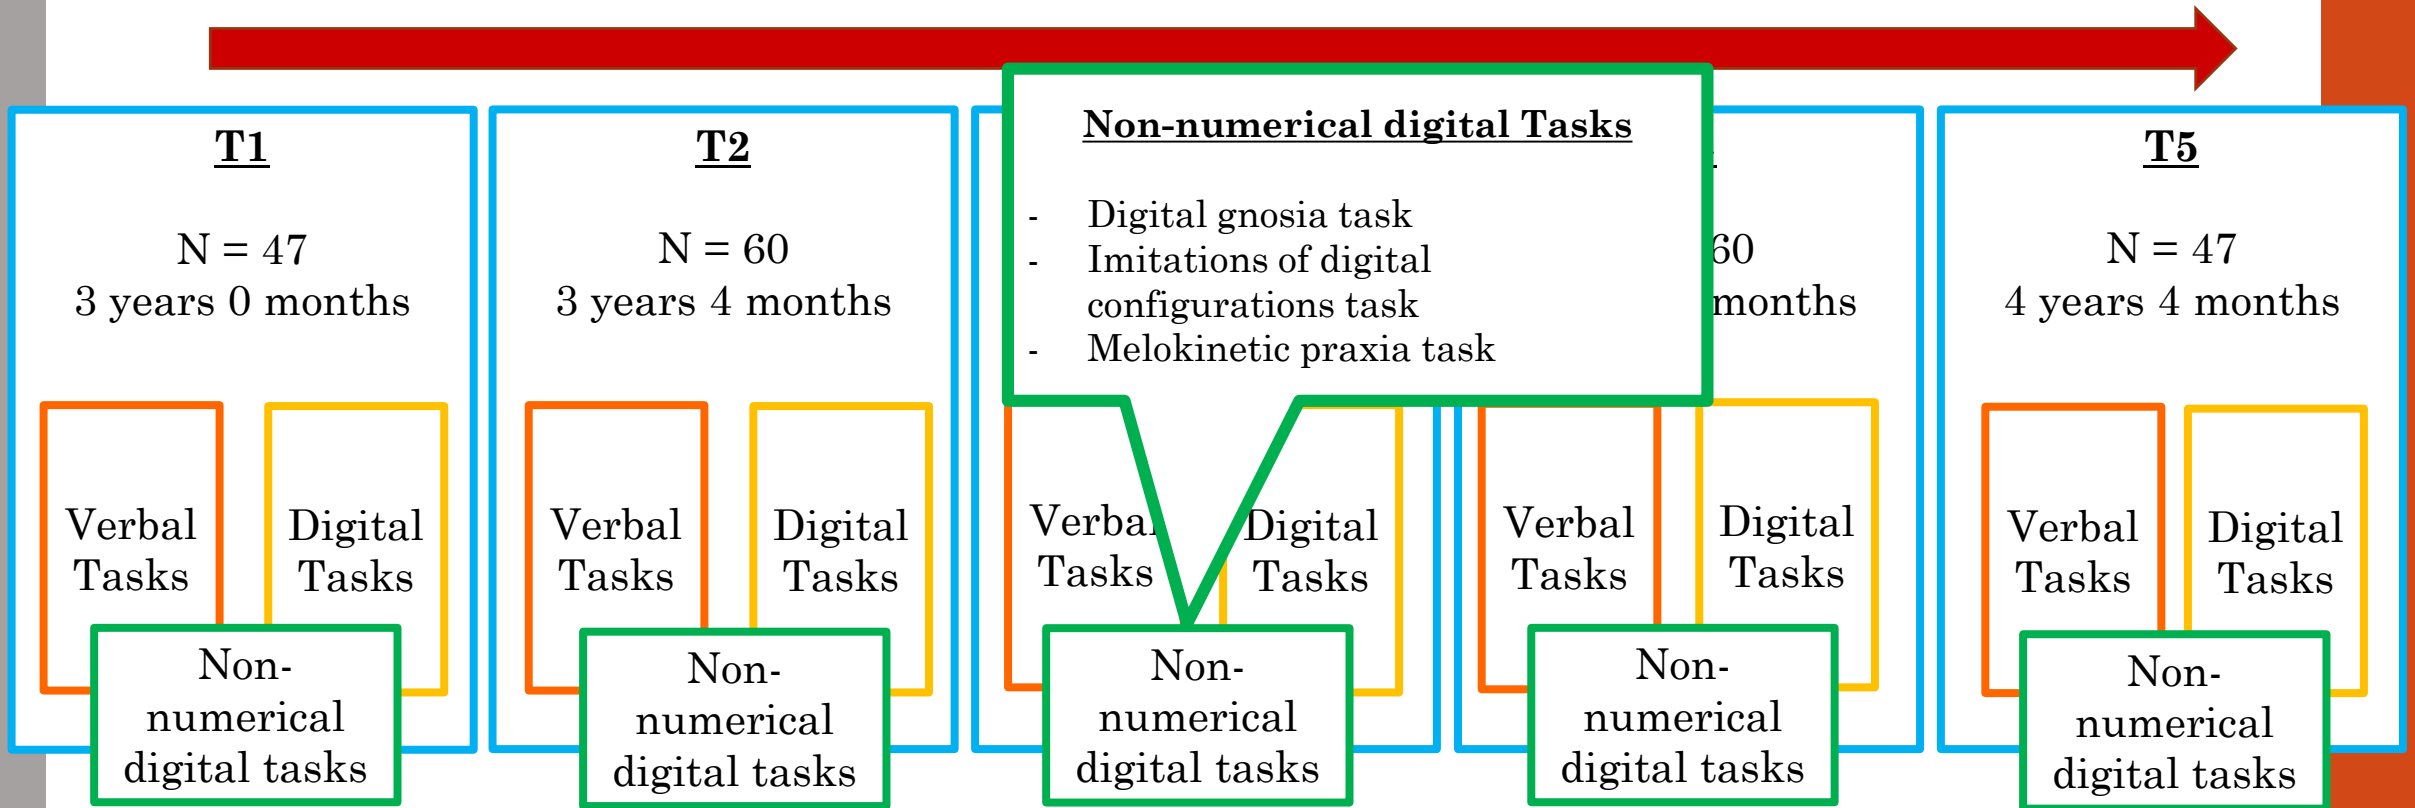 T1
N = 47
3 years 0 months
Verbal
Tasks
Digital
Tasks
Non-
numerical
digital tasks
T2
N = 60
3 years 4 months
Verbal
Tasks
Digital
Tasks
Non-
numerical
digital tasks
Non-numerical digital Tasks
- Digital gnosia task
- Imitations of digital
configurations task
- Melokinetic praxia task
Verbal
Tasks
Digital
Tasks
Non-
numerical
digital tasks
60
months
Verbal
Tasks
Digital
Tasks
Non-
numerical
digital tasks
T5
N = 47
4 years 4 months
Verbal
Tasks
Digital
Tasks
Non-
numerical
digital tasks